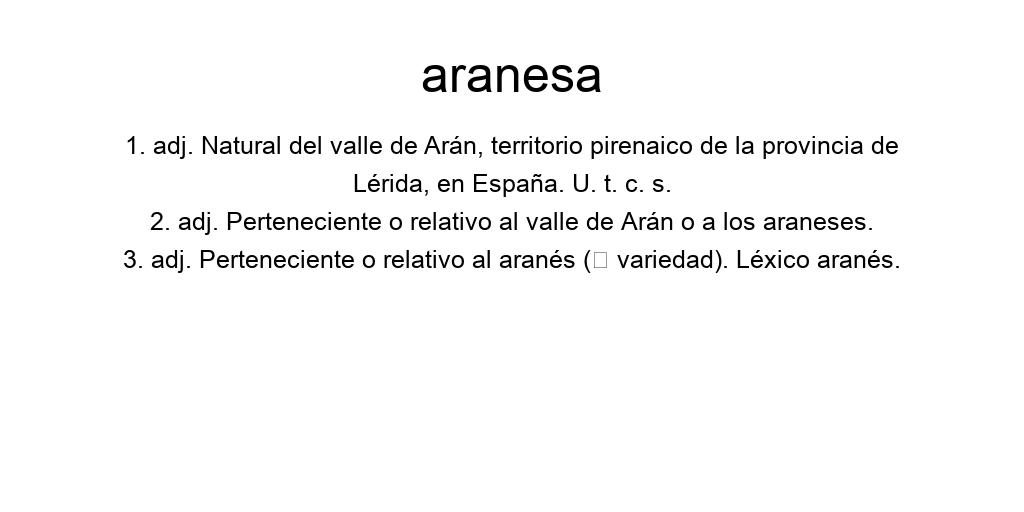 aranesa
1. adj. Natural del valle de Arán, territorio pirenaico de la provincia de
Lérida, en España. U. t. c. s.
2. adj. Perteneciente o relativo al valle de Arán o a los araneses.
3. adj. Perteneciente o relativo al aranés (□ variedad). Léxico aranés.